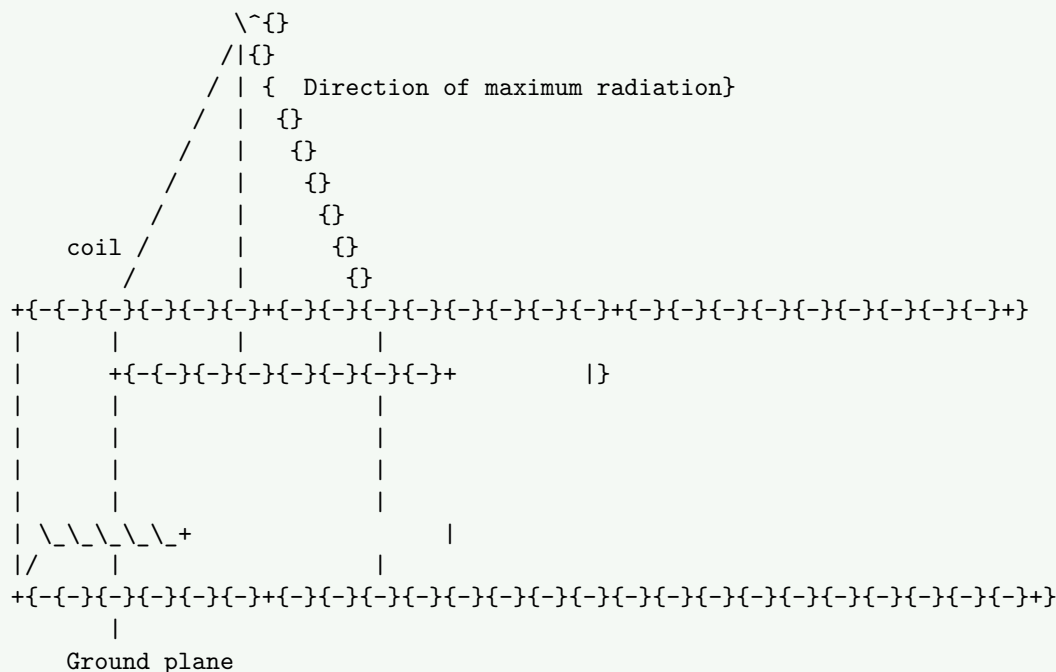 \^{}
/|{}
/ | { Direction of maximum radiation}
/ | {}
/ | {}
/ | {}
/ | {}
coil / | {}
/ | {}
+{-{-}{-}{-}{-}{-}+{-}{-}{-}{-}{-}{-}{-}{-}{-}+{-}{-}{-}{-}{-}{-}{-}{-}{-}{-}+}
| | | |
| +{-{-}{-}{-}{-}{-}{-}{-}+ |}
| | |
| | |
| | |
| | |
| \_\_\_\_\_+ |
|/ | |
+{-{-}{-}{-}{-}{-}+{-}{-}{-}{-}{-}{-}{-}{-}{-}{-}{-}{-}{-}{-}{-}{-}{-}{-}{-}+}
|
Ground plane